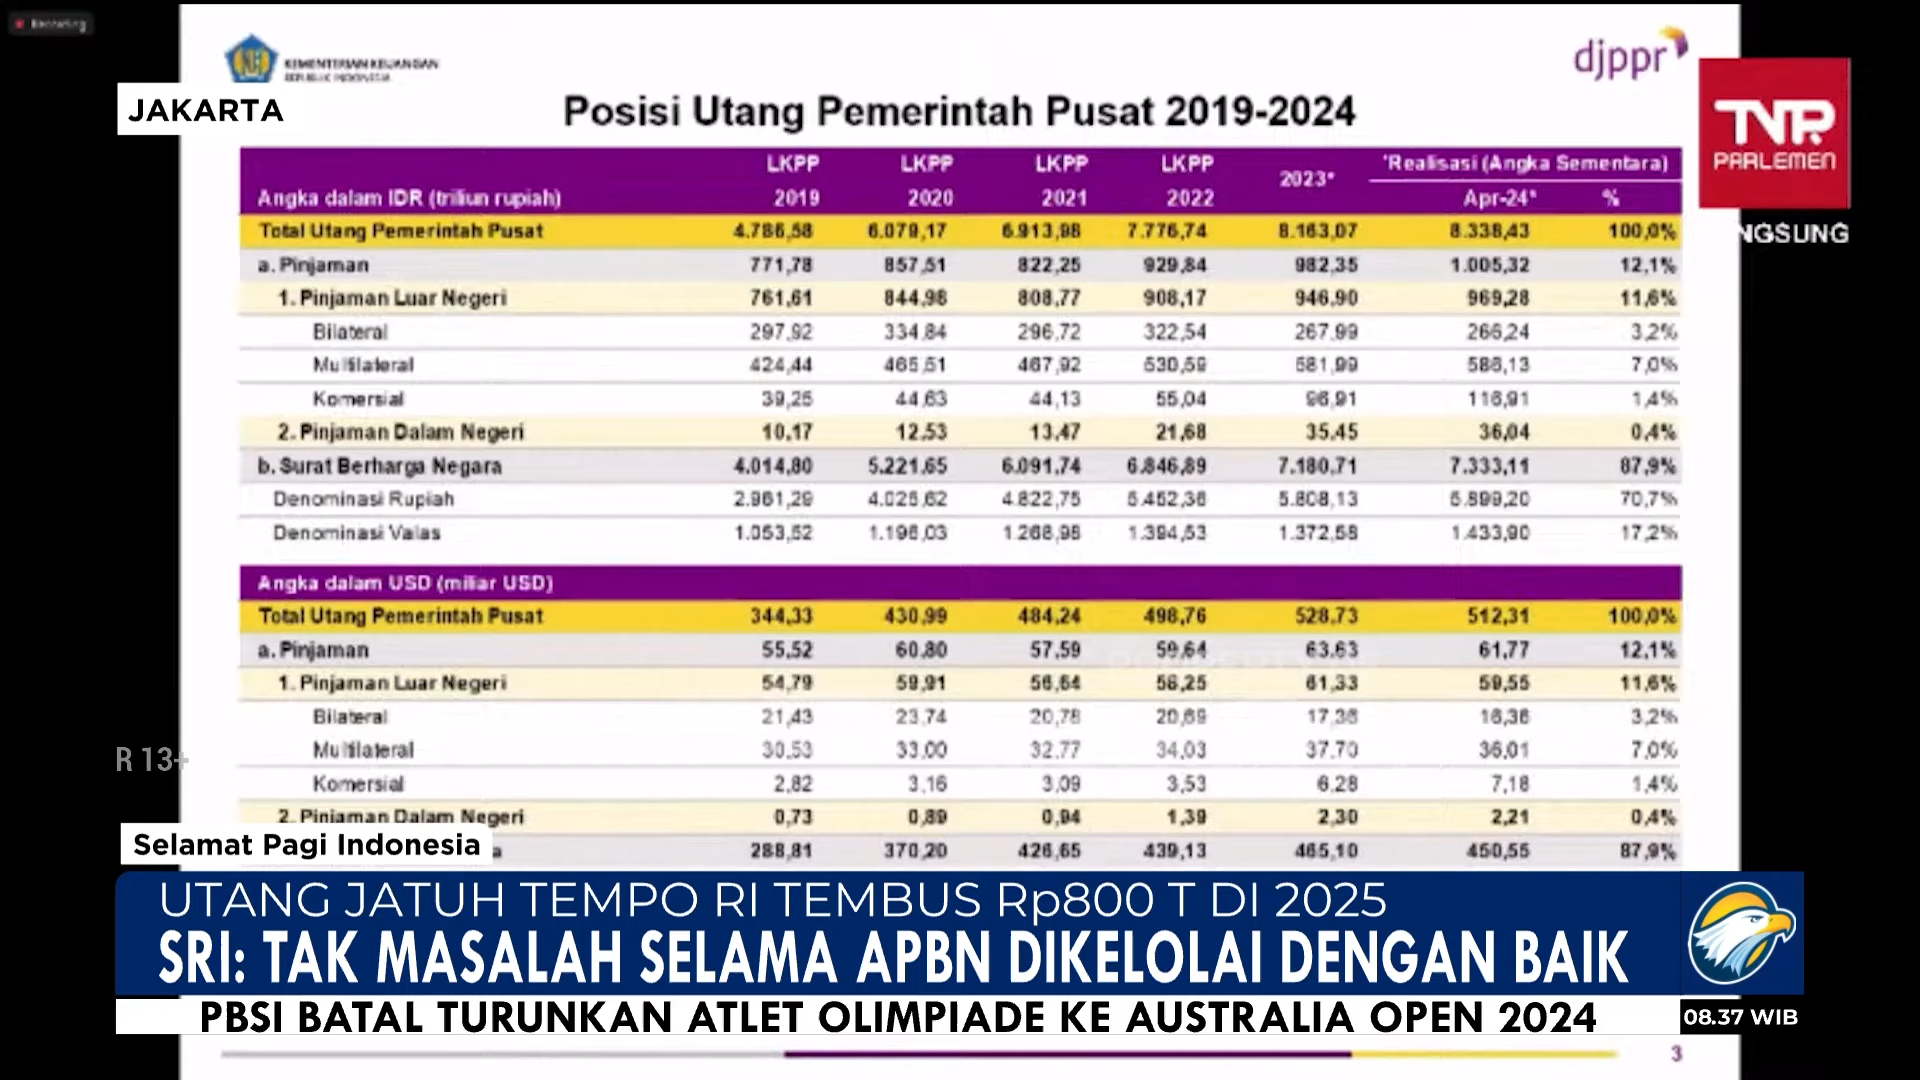 Recording
KEMENTERIAN KEUANGAN
REPUBLIK INDONESIA
djppr
JAKARTA
TVR
PARLEMEN
NGSUNG
Posisi Utang Pemerintah Pusat 2019-2024
Angka dalam IDR (triliun rupiah) LKPP 2019 LKPP 2020 LKPP 2021 LKPP 2022 2023* *Realisasi (Angka Sementara) Apr-24* %
Total Utang Pemerintah Pusat 4.786,58 6.079,17 6.913,98 7.776,74 8.163,07 8.338,43 100,0%
a. Pinjaman 771,78 857,51 822,25 929,84 982,35 1.005,32 12,1%
1. Pinjaman Luar Negeri 761,61 844,98 808,77 908,17 946,90 969,28 11,6%
Bilateral 297,92 334,84 296,72 322,54 267,99 266,24 3,2%
Multilateral 424,44 465,51 467,92 530,59 581,99 586,13 7,0%
Komersial 39,25 44,63 44,13 55,04 96,91 116,91 1,4%
2. Pinjaman Dalam Negeri 10,17 12,53 13,47 21,68 35,45 36,04 0,4%
b. Surat Berharga Negara 4.014,80 5.221,65 6.091,74 6.846,89 7.180,71 7.333,11 87,9%
Denominasi Rupiah 2.961,29 4.025,62 4.822,75 5.452,36 5.808,13 5.899,20 70,7%
Denominasi Valas 1.053,52 1.196,03 1.268,98 1.394,53 1.372,58 1.433,90 17,2%
Angka dalam USD (miliar USD)
Total Utang Pemerintah Pusat 344,33 430,99 484,24 498,76 528,73 512,31 100,0%
a. Pinjaman 55,52 60,80 57,59 59,64 63,63 61,77 12,1%
1. Pinjaman Luar Negeri 54,79 59,91 56,64 58,25 61,33 59,55 11,6%
Bilateral 21,43 23,74 20,78 20,69 17,36 16,36 3,2%
Multilateral 30,53 33,00 32,77 34,03 37,70 36,01 7,0%
Komersial 2,82 3,16 3,09 3,53 6,28 7,18 1,4%
2. Pinjaman Dalam Negeri 0,73 0,89 0,94 1,39 2,30 2,21 0,4%
a 288,81 370,20 426,65 439,13 465,10 450,55 87,9%
R 13+
Selamat Pagi Indonesia
UTANG JATUH TEMPO RI TEMBUS Rp800 T DI 2025
SRI: TAK MASALAH SELAMA APBN DIKELOLAI DENGAN BAIK
PBSI BATAL TURUNKAN ATLET OLIMPIADE KE AUSTRALIA OPEN 2024
08.37 WIB
3